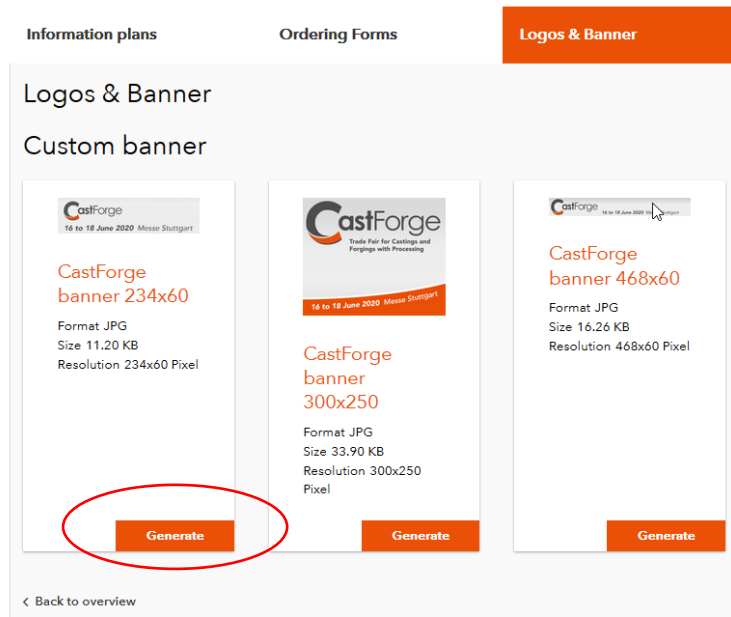 Information plans
Ordering Forms
Logos & Banner
Logos & Banner
Custom banner
CastForge
16 to 18 June 2020 Messe Stuttgart
CastForge
banner 234x60
Format JPG
Size 11.20 KB
Resolution 234x60 Pixel
Generate
CastForge
Trade Fair for Castings and
Forgings with Processing
16 to 18 June 2020 Messe Stuttgart
CastForge
banner
300x250
Format JPG
Size 33.90 KB
Resolution 300x250
Pixel
Generate
CastForge
16 to 18 June 2020 Messe Stuttgart
CastForge
banner 468x60
Format JPG
Size 16.26 KB
Resolution 468x60 Pixel
Generate
Back to overview